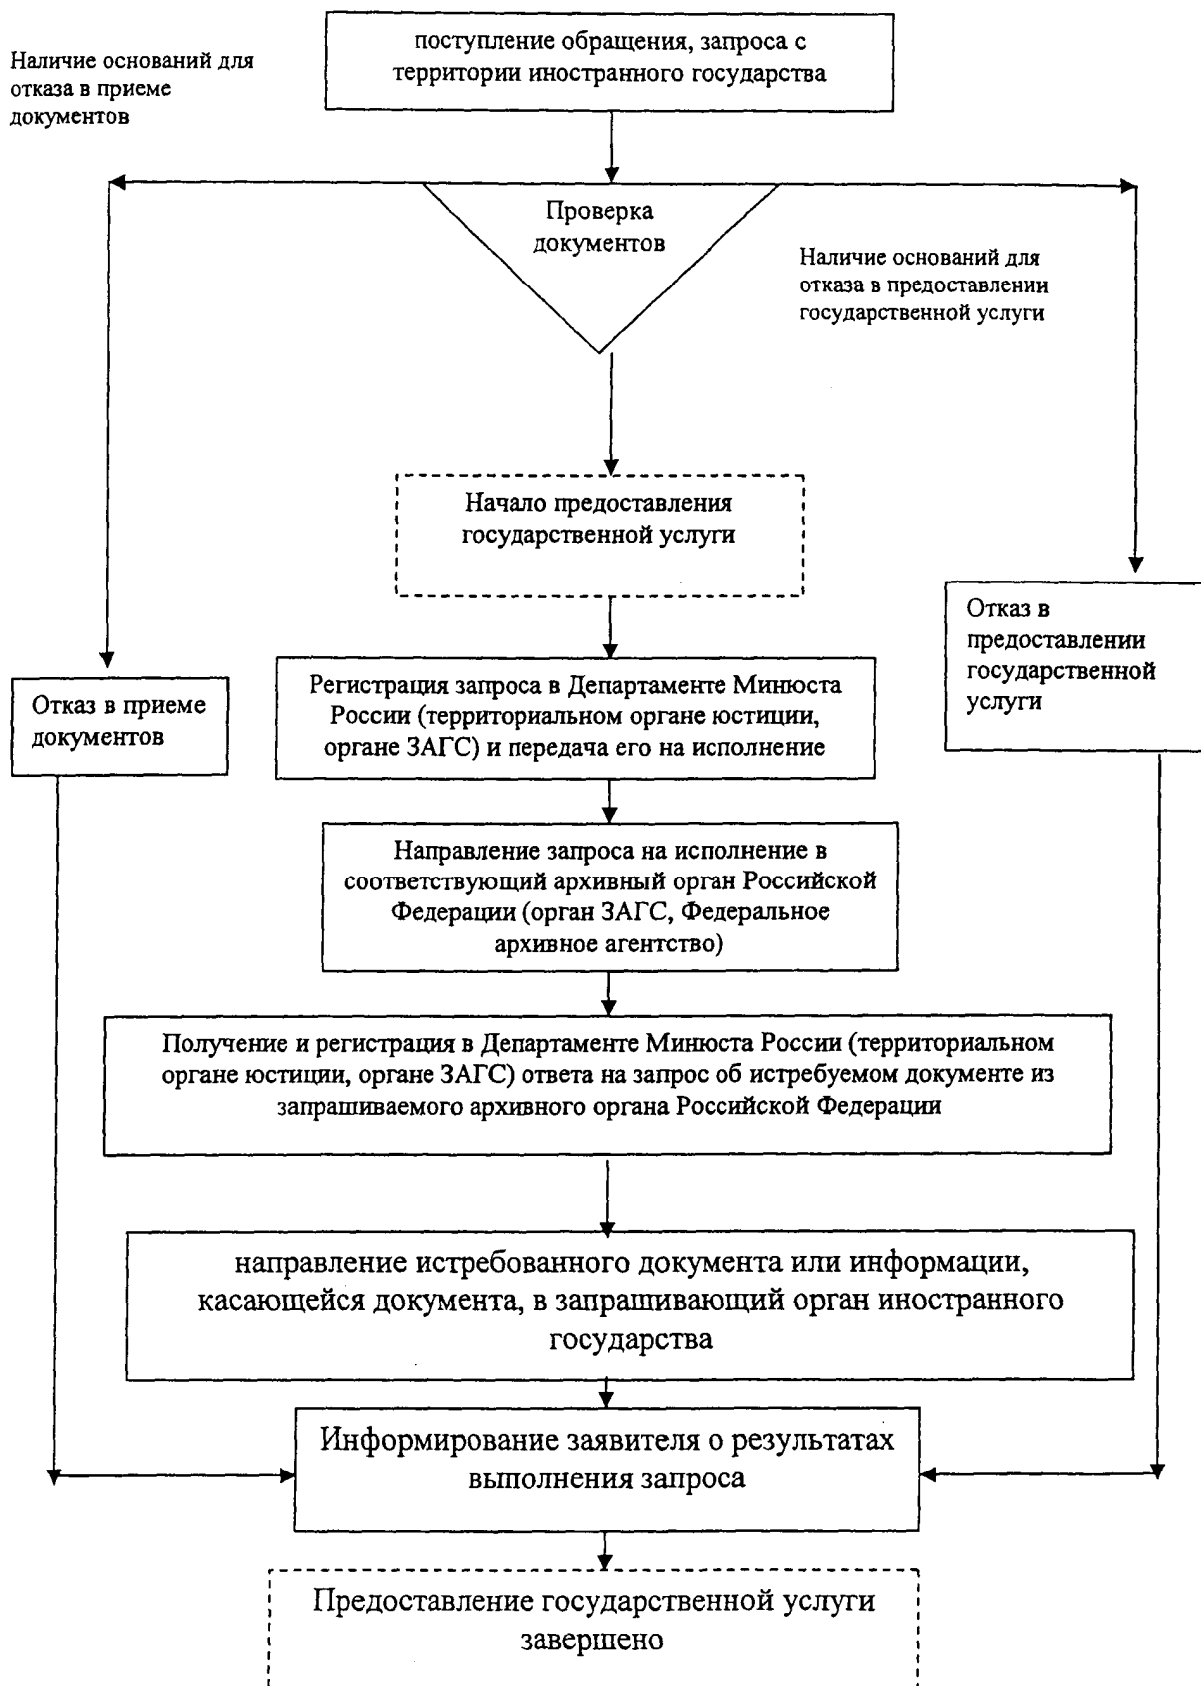 поступление обращения, запроса с
территории иностранного государства
Наличие оснований для
отказа в приеме
документов
Проверка
документов
Наличие оснований для
отказа в предоставлении
государственной услуги
Начало предоставления
государственной услуги
Отказ в
предоставлении
государственной
услуги
Отказ в приеме
документов
Регистрация запроса в Департаменте Минюста
России (территориальном органе юстиции,
органе ЗАГС) и передача его на исполнение
Направление запроса на исполнение в
соответствующий архивный орган Российской
Федерации (орган ЗАГС, Федеральное
архивное агентство)
Получение и регистрация в Департаменте Минюста России (территориальном
органе юстиции, органе ЗАГС) ответа на запрос об истребуемом документе из
запрашиваемого архивного органа Российской Федерации
направление истребованного документа или информации,
касающейся документа, в запрашивающий орган иностранного
государства
Информирование заявителя о результатах
выполнения запроса
Предоставление государственной услуги
завершено